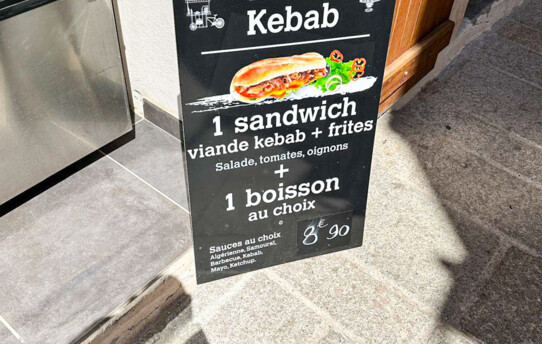 Kebab
1 sandwich
viande kebab + frites
Salade, tomates, oignons
+
1 boisson
au choix
8€90
Sauces au choix
Algérienne, Samouraï,
Barbecue, Kebab,
Mayo, Ketchup.